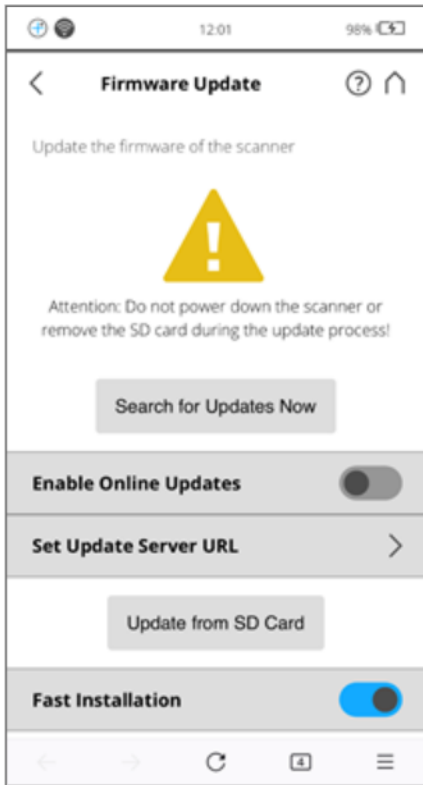 12:01 98%
Firmware Update
Update the firmware of the scanner
Attention: Do not power down the scanner or
remove the SD card during the update process!
Search for Updates Now
Enable Online Updates
Set Update Server URL
Update from SD Card
Fast Installation
4